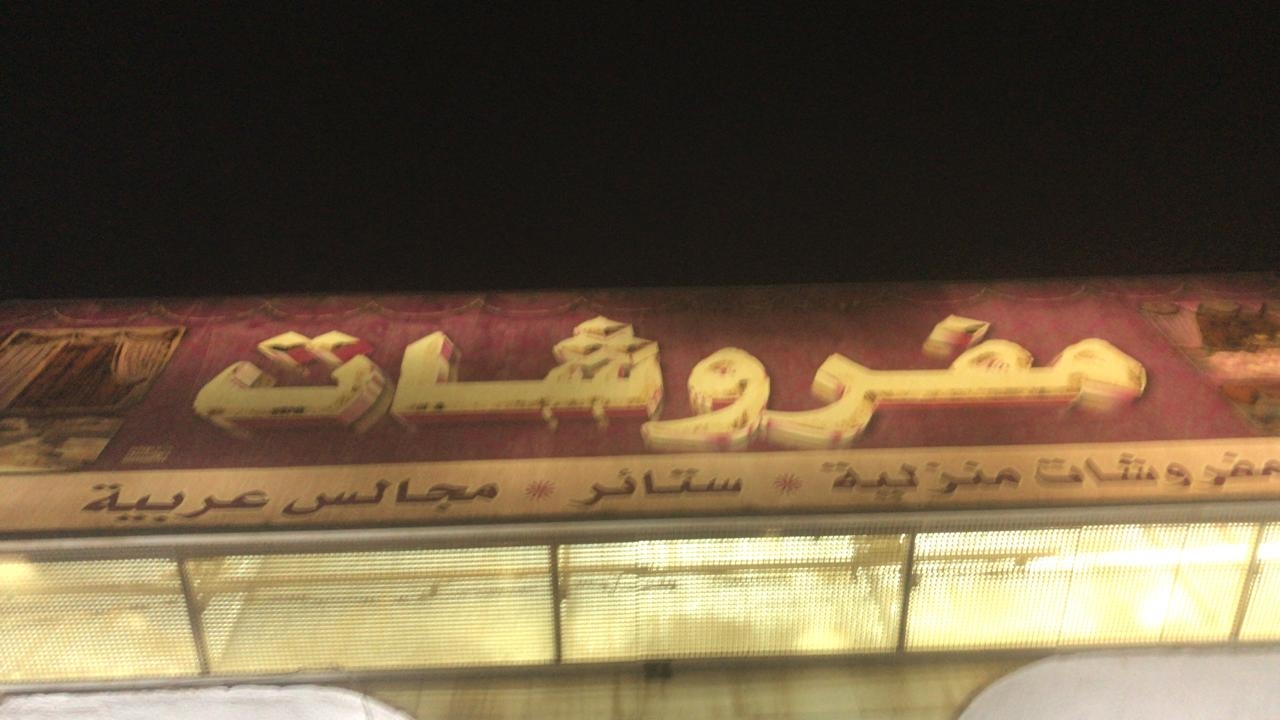 مفروشات
مفروشات منزلية * ستائر * مجالس عربية